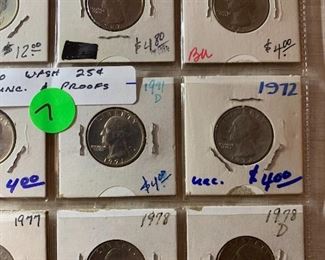 $12.00
$4.80
BU
$4.00
WASH 25¢
UNC. & PROOFS
7
1971
D
1972
4.00
$4.00
unc.
$4.00
1977
1978
1978
D